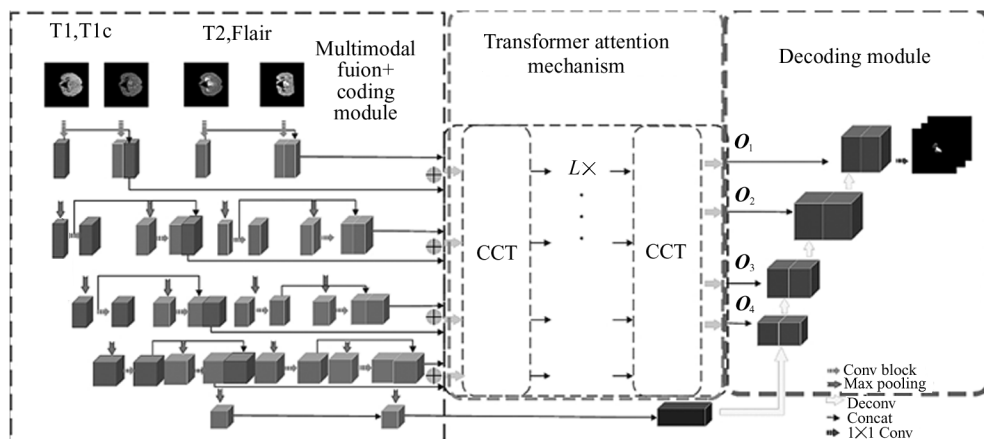 T1,T1c
T2,Flair
Multimodal
fuion+
coding module
Transformer attention
mechanism
Decoding module
CCT
L×
CCT
O1
O2
O3
O4
Conv block
Max pooling
Deconv
Concat
1×1 Conv